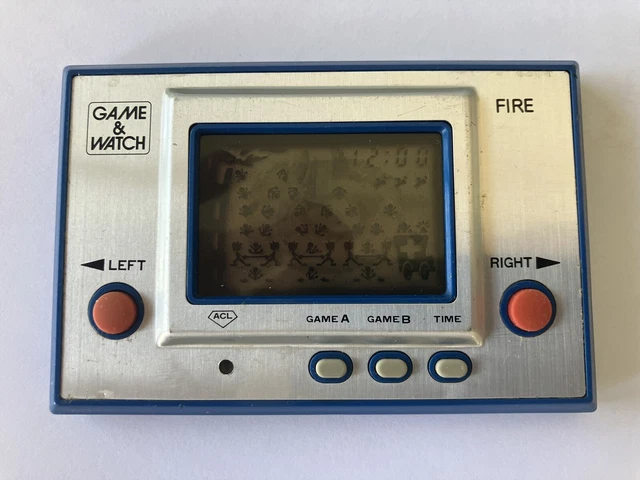 GAME
&
WATCH
FIRE
12:00
◀ LEFT
RIGHT ▶
ACL
GAME A GAME B TIME